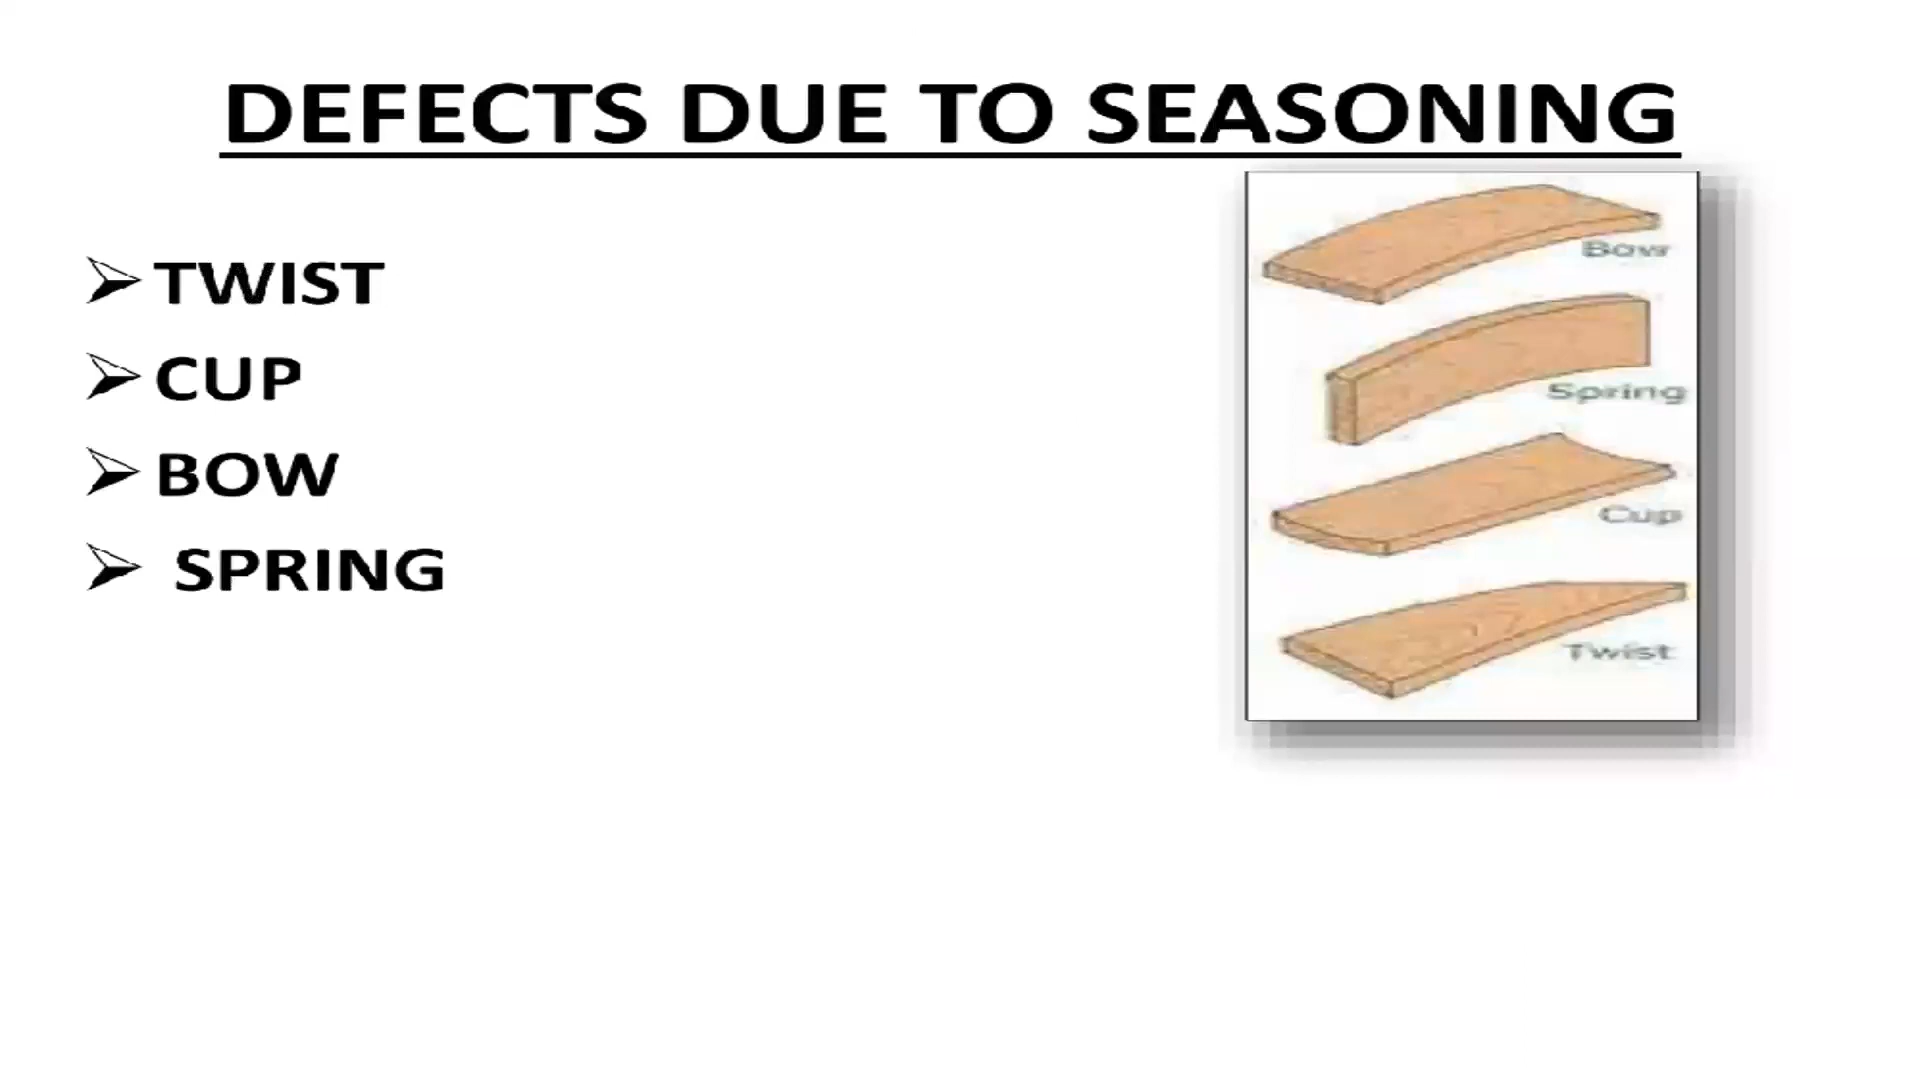 DEFECTS DUE TO SEASONING
TWIST
CUP
BOW
SPRING
Bow
Spring
Cup
Twist